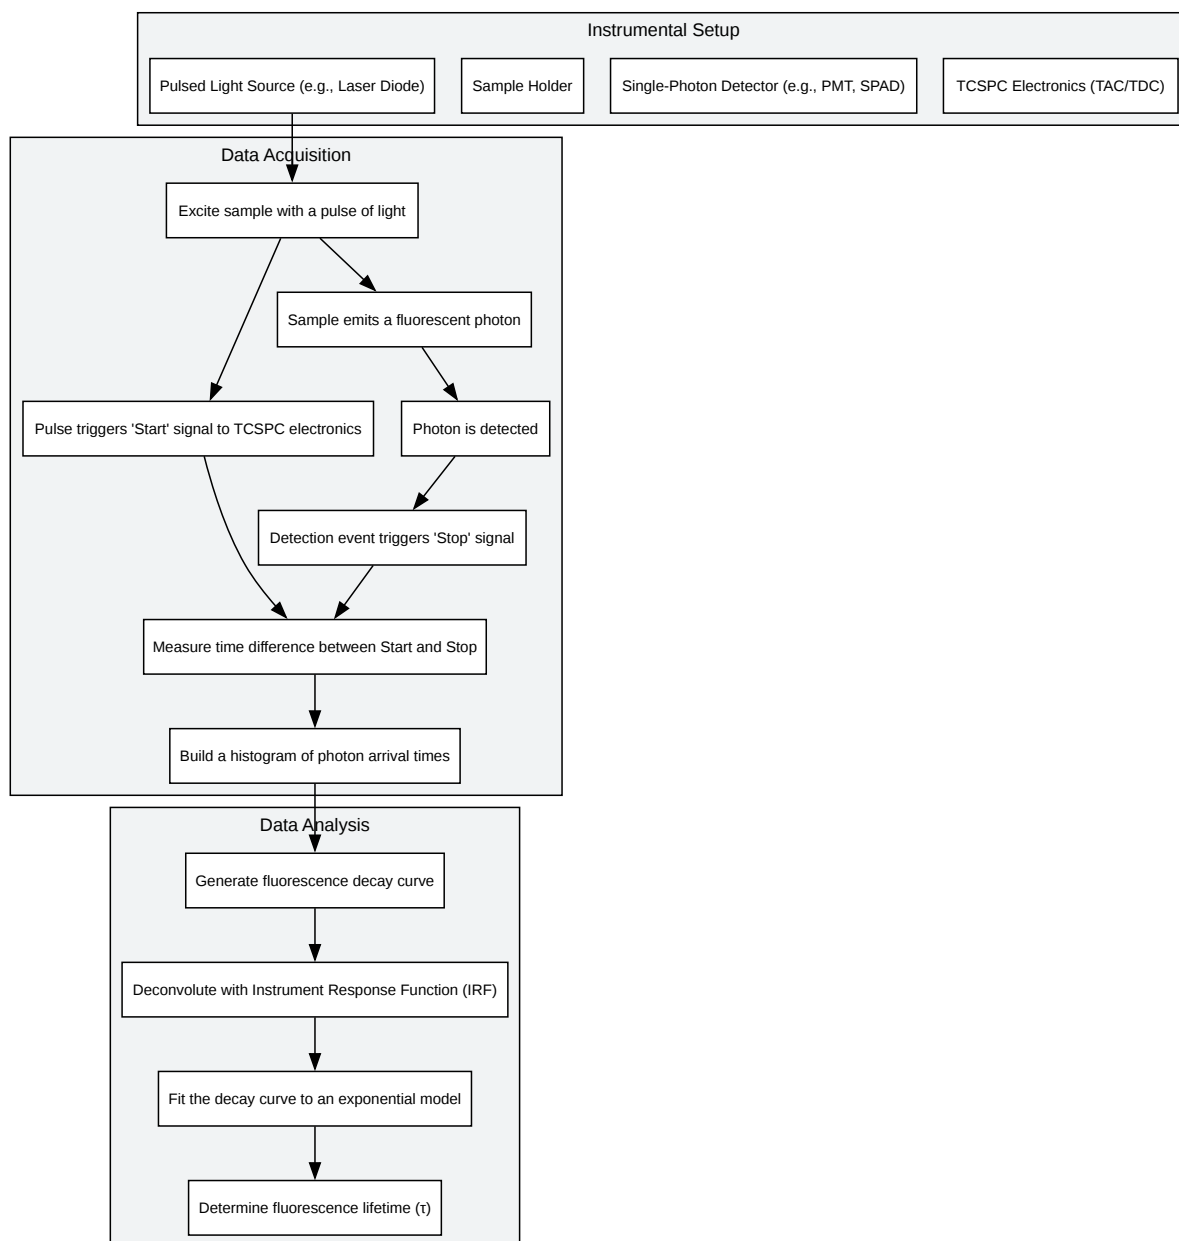 Instrumental Setup
Pulsed Light Source (e.g., Laser Diode)
Sample Holder
Single-Photon Detector (e.g., PMT, SPAD)
TCSPC Electronics (TAC/TDC)
Data Acquisition
Excite sample with a pulse of light
Sample emits a fluorescent photon
Pulse triggers 'Start' signal to TCSPC electronics
Photon is detected
Detection event triggers 'Stop' signal
Measure time difference between Start and Stop
Build a histogram of photon arrival times
Data Analysis
Generate fluorescence decay curve
Deconvolute with Instrument Response Function (IRF)
Fit the decay curve to an exponential model
Determine fluorescence lifetime (τ)